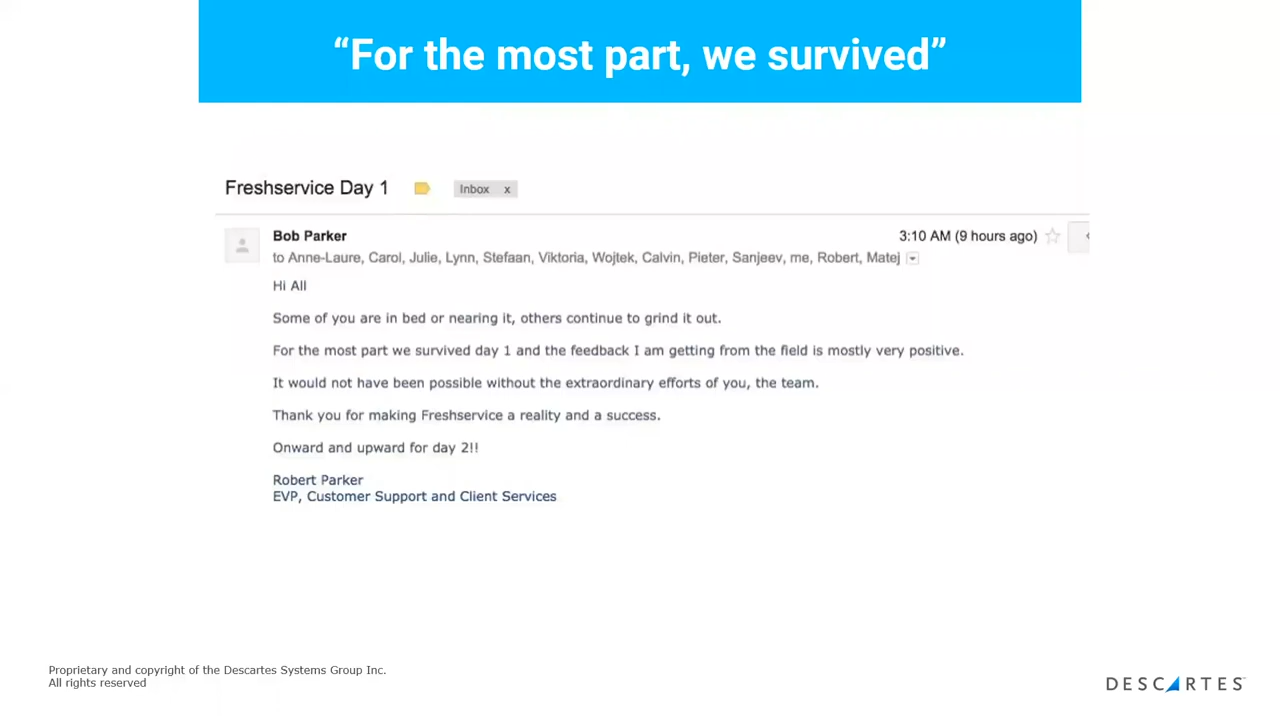 “For the most part, we survived”
Freshservice Day 1
Inbox x
Bob Parker
3:10 AM (9 hours ago)
to Anne-Laure, Carol, Julie, Lynn, Stefaan, Viktoria, Wojtek, Calvin, Pieter, Sanjeev, me, Robert, Matej
Hi All
Some of you are in bed or nearing it, others continue to grind it out.
For the most part we survived day 1 and the feedback I am getting from the field is mostly very positive.
It would not have been possible without the extraordinary efforts of you, the team.
Thank you for making Freshservice a reality and a success.
Onward and upward for day 2!!
Robert Parker
EVP, Customer Support and Client Services
Proprietary and copyright of the Descartes Systems Group Inc.
All rights reserved
DESCARTES